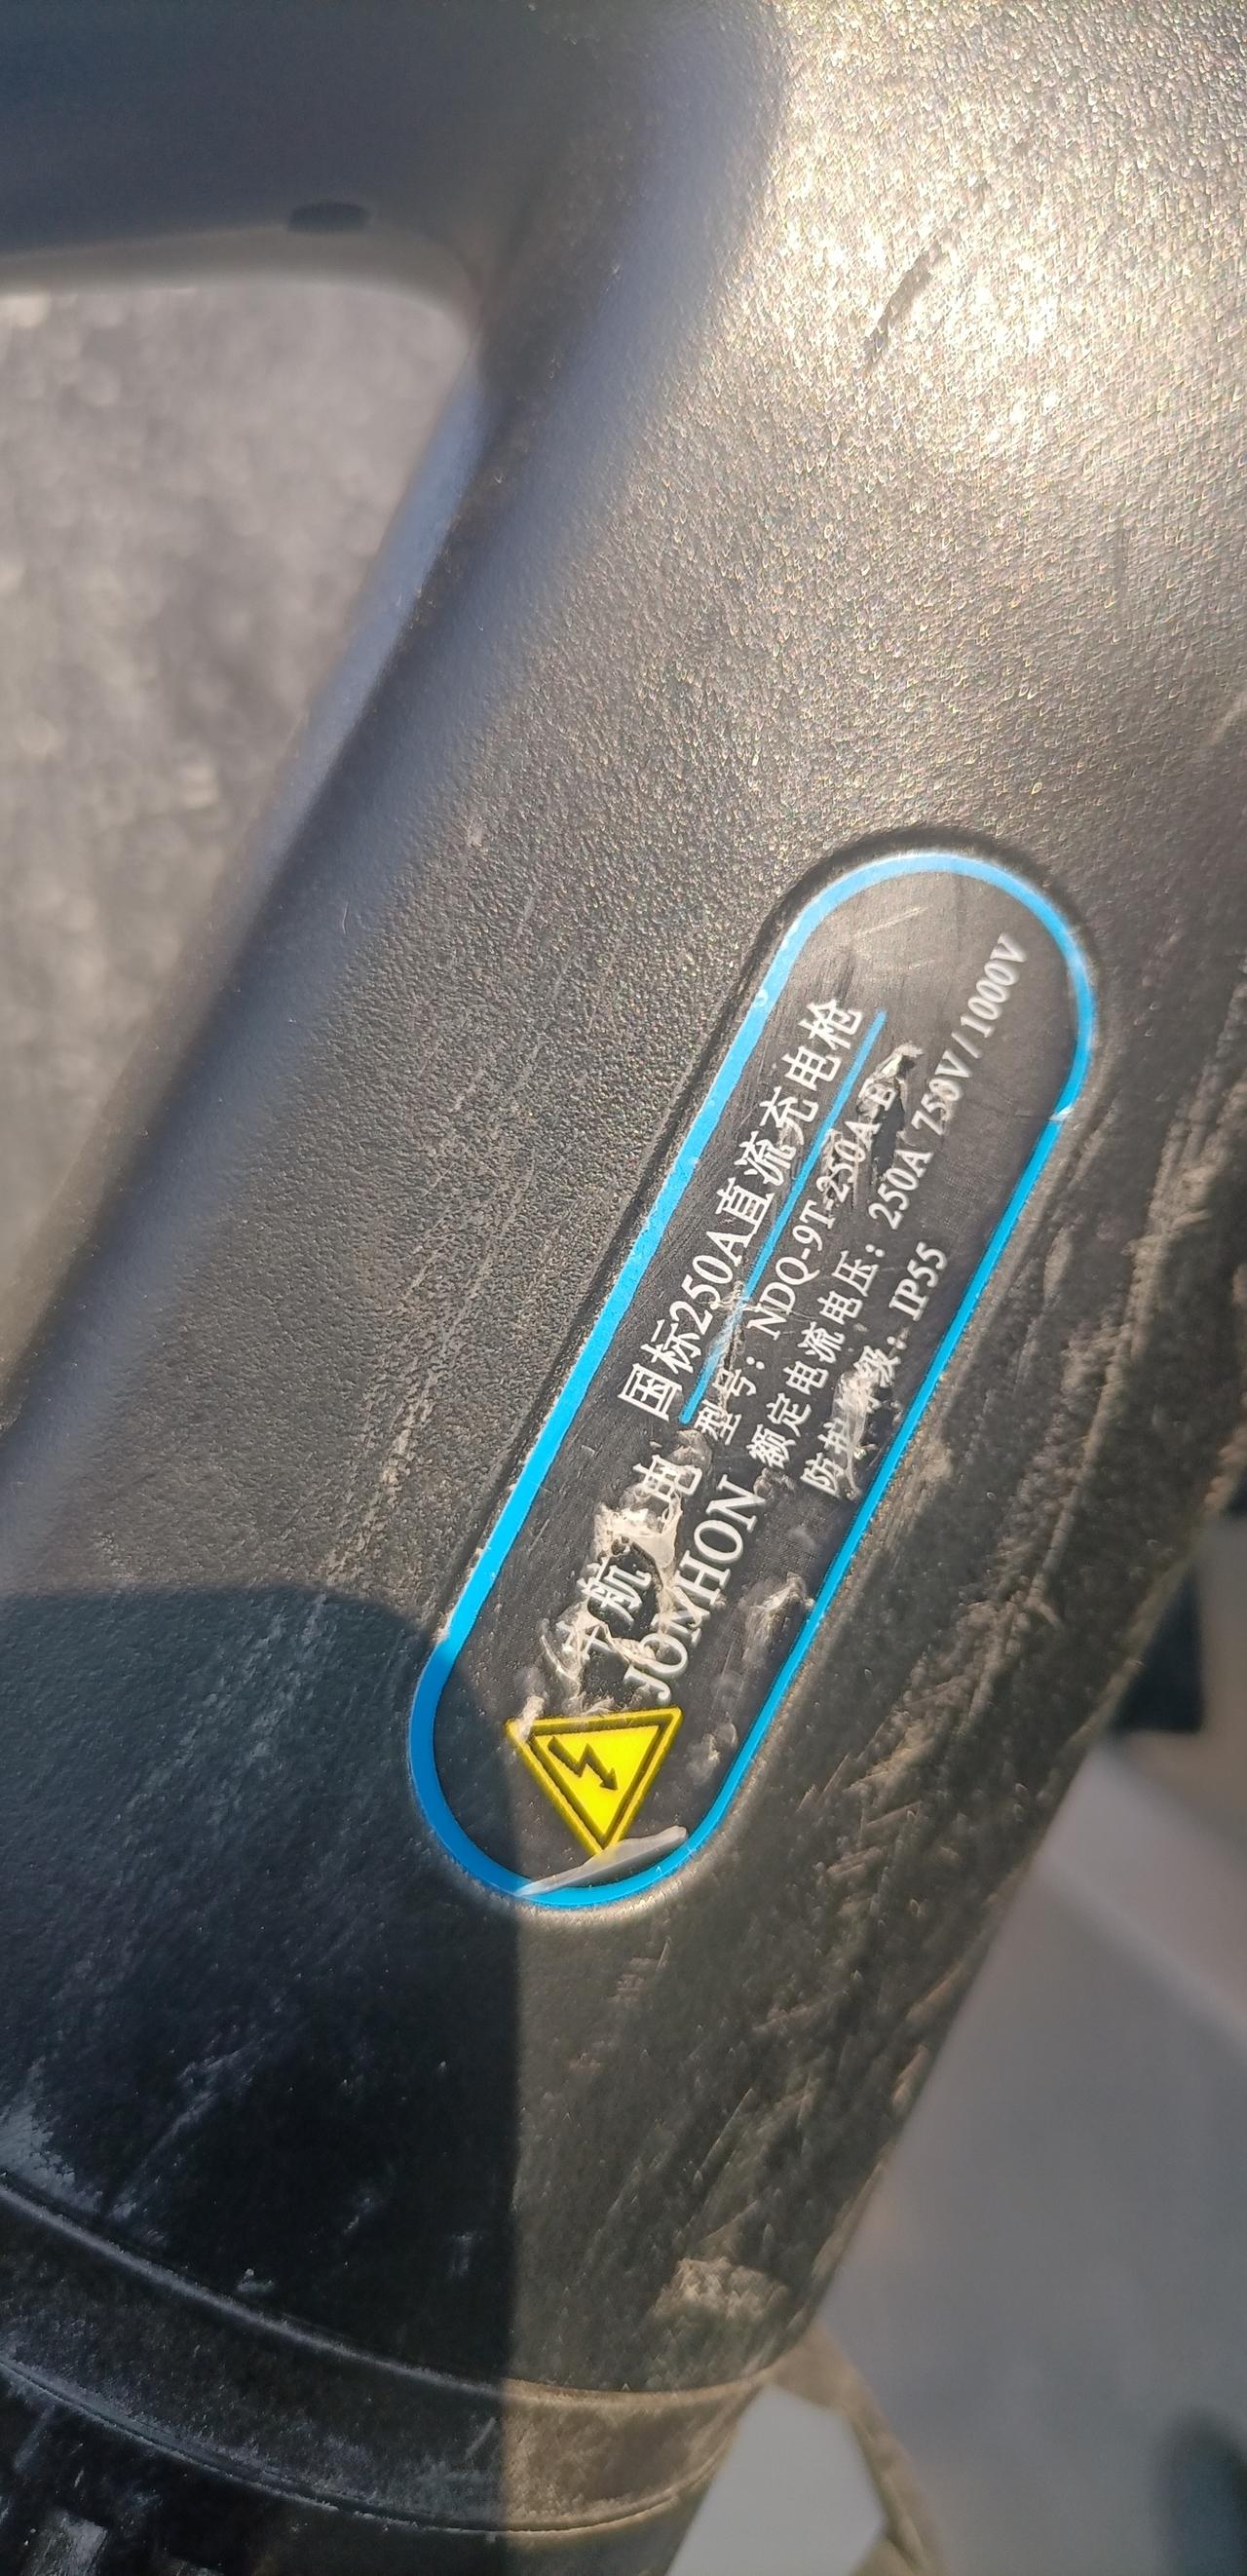 航 电
JONHON
国标250A直流充电枪
型号：NDQ-9T-250A-B
额定电流电压：250A 750V/1000V
防护等级：IP55